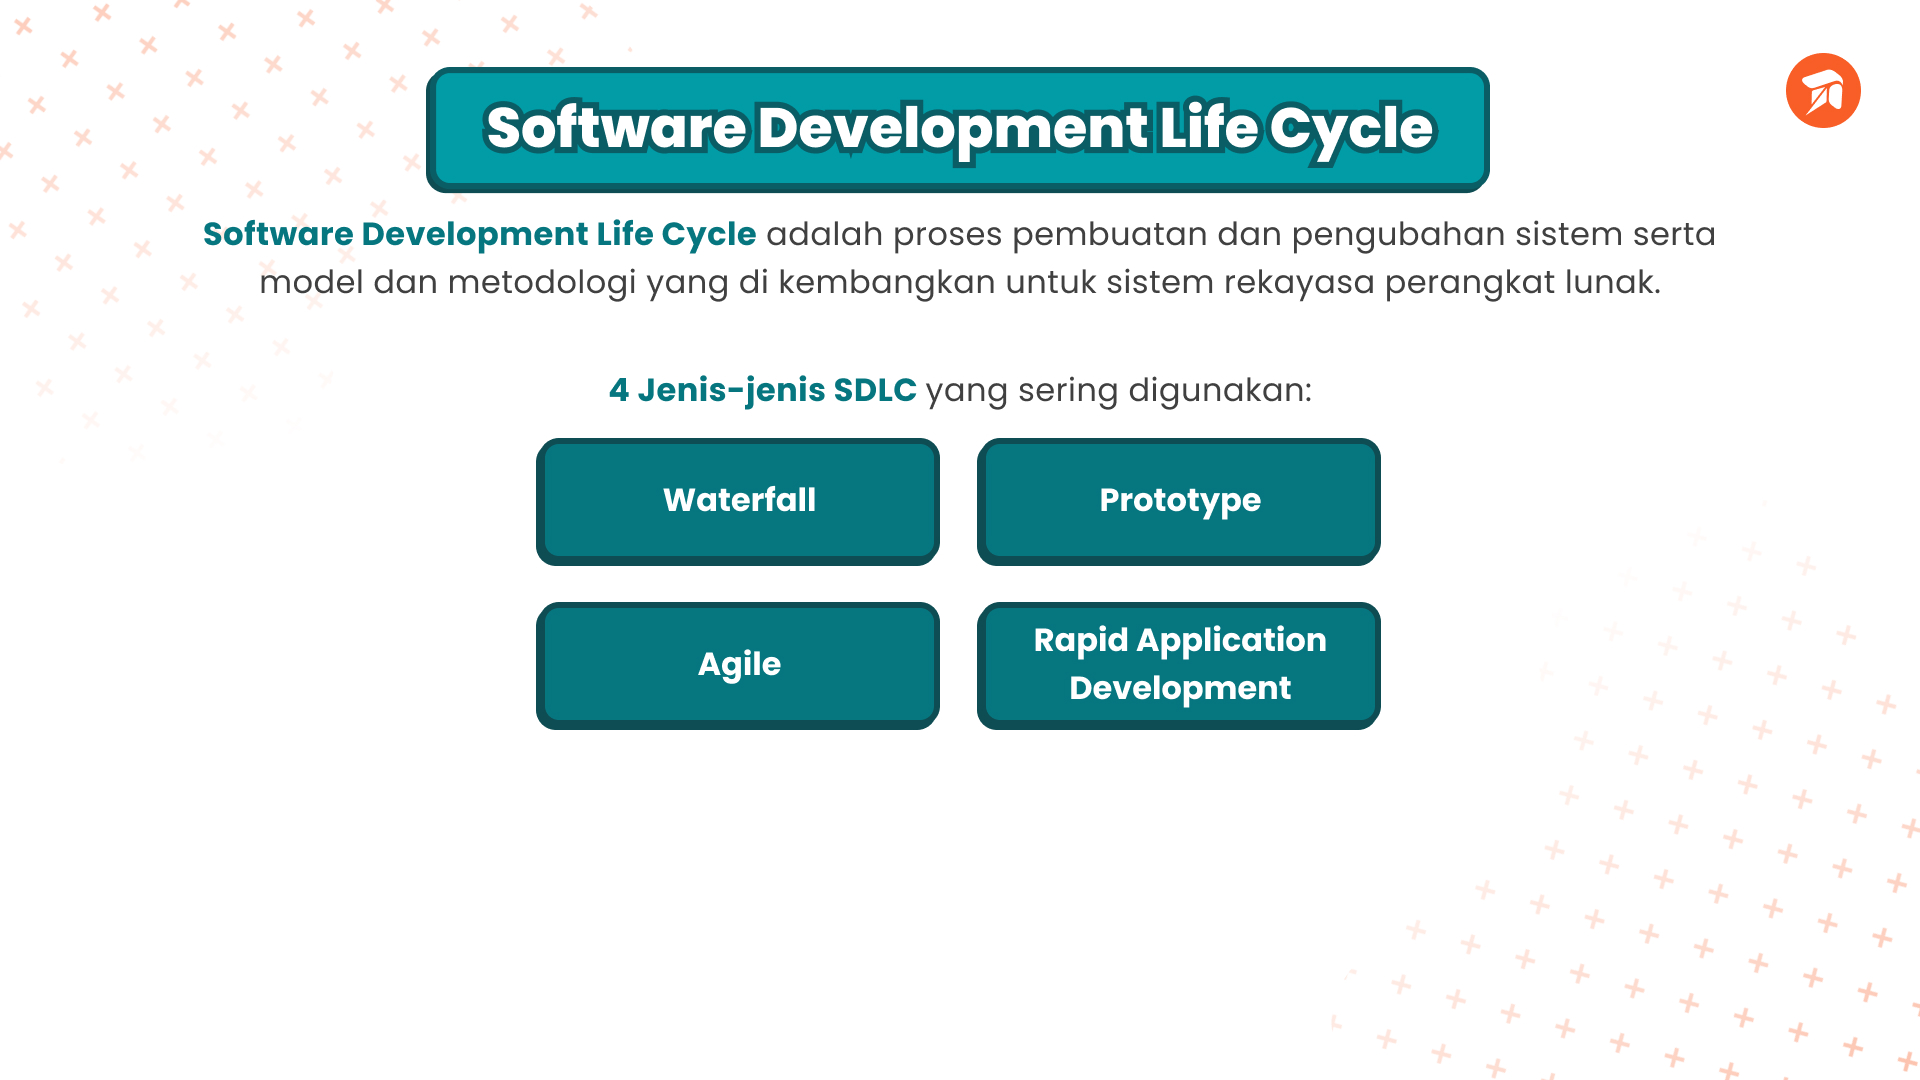 Software Development Life Cycle
Software Development Life Cycle adalah proses pembuatan dan pengubahan sistem serta
model dan metodologi yang di kembangkan untuk sistem rekayasa perangkat lunak.
4 Jenis-jenis SDLC yang sering digunakan:
Waterfall
Prototype
Agile
Rapid Application
Development